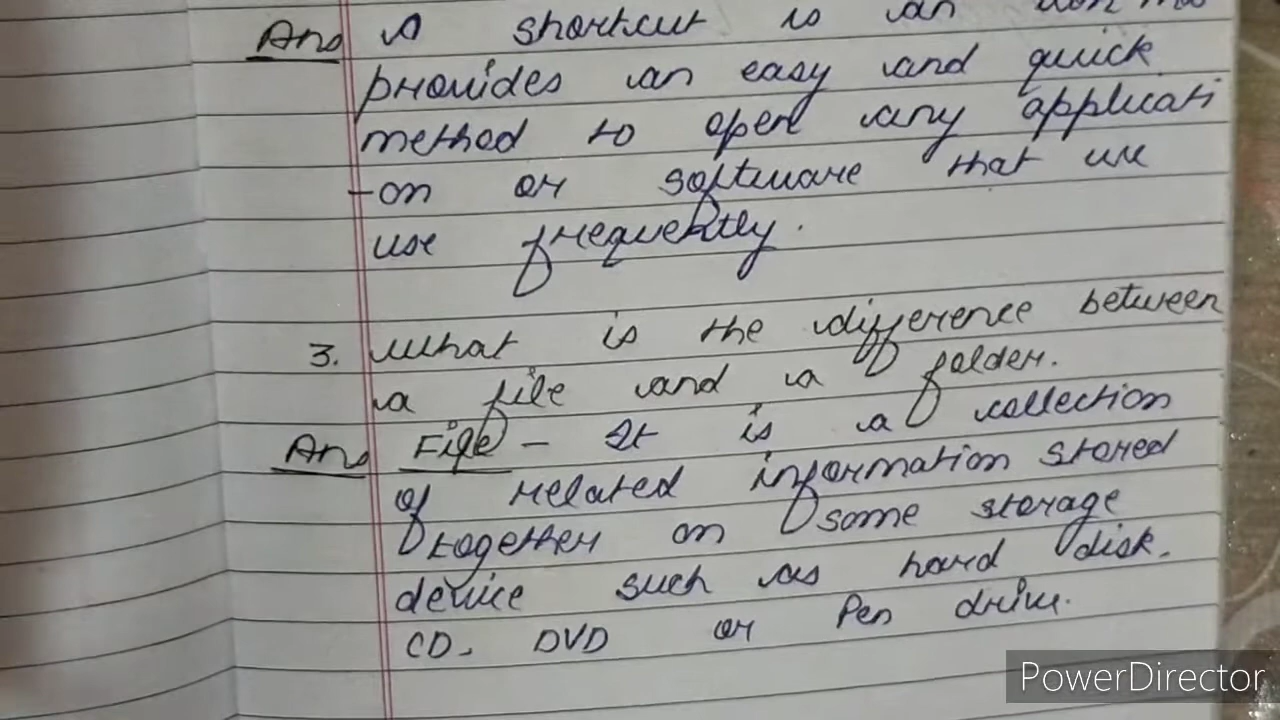 Ans A shortcut is an icon
provides an easy and quick
method to open any applicati
-on or software that we
use frequently.
3. What is the difference between
a file and a folder.
Ans File - It is a collection
of related information stored
together on some storage
device such as hard disk.
CD. DVD or Pen drive.
PowerDirector